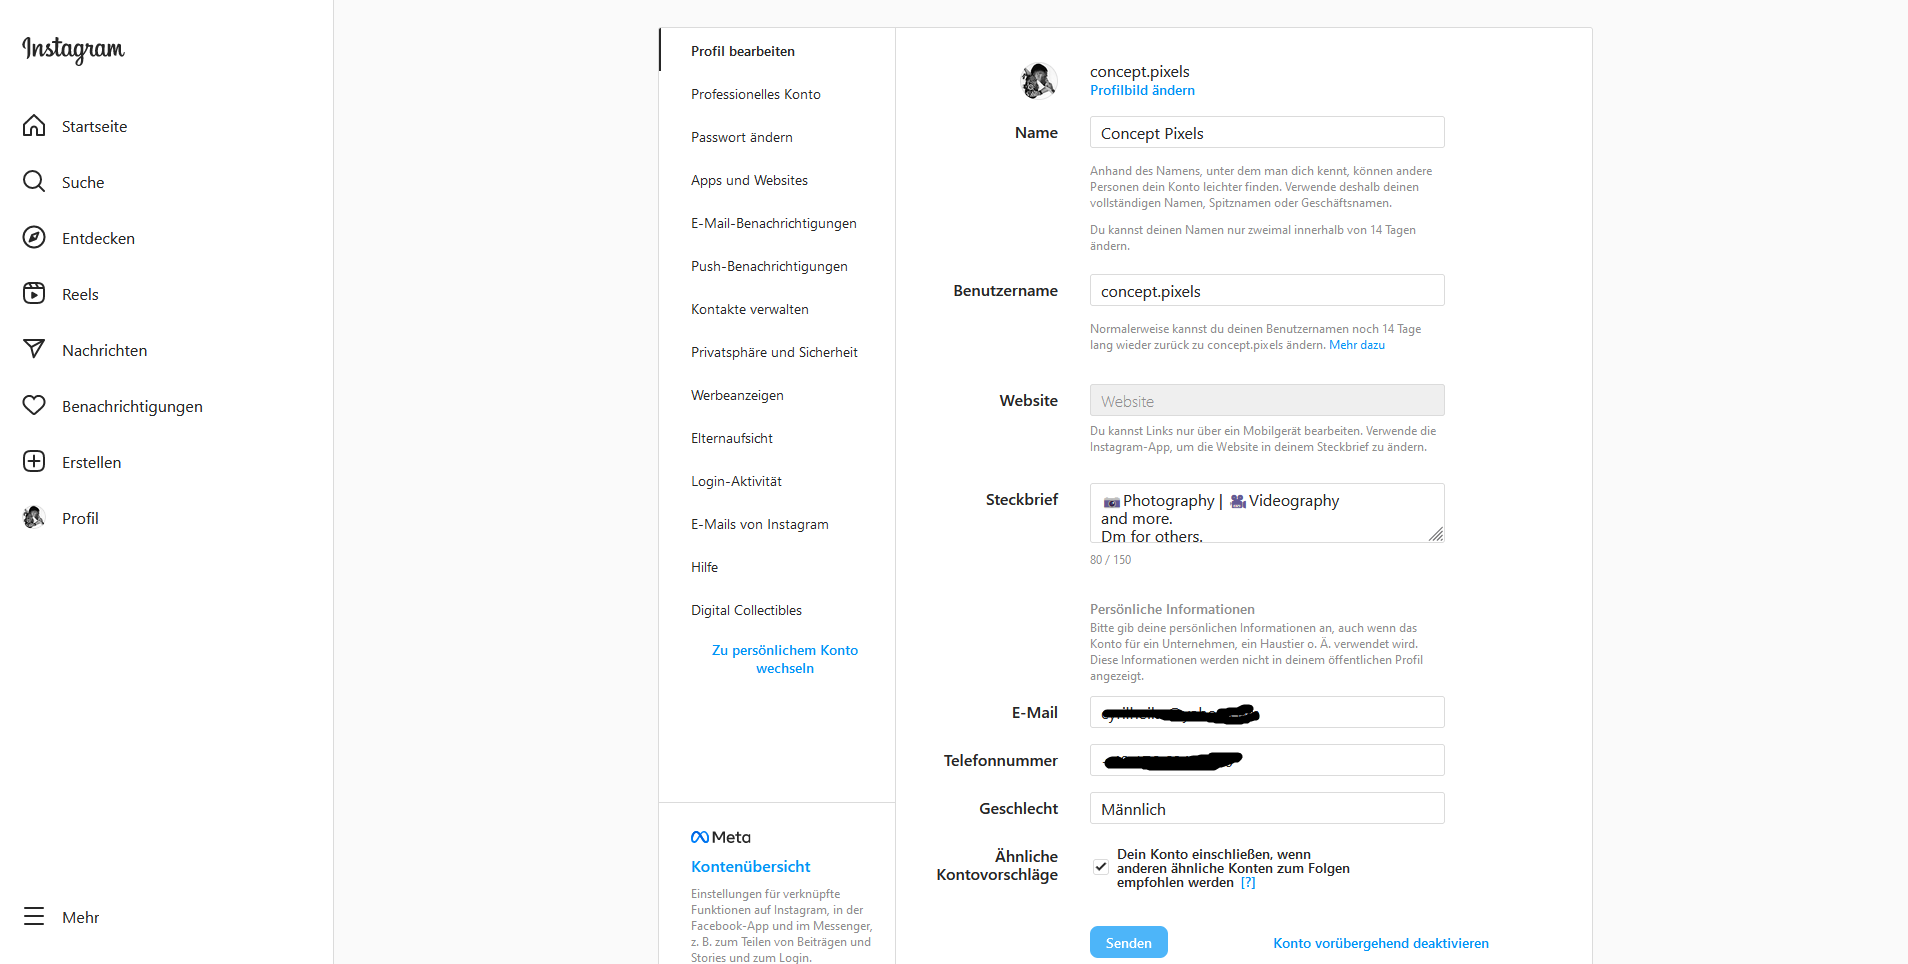 Instagram
Startseite
Suche
Entdecken
Reels
Nachrichten
Benachrichtigungen
Erstellen
Profil
Mehr
Profil bearbeiten
Professionelles Konto
Passwort ändern
Apps und Websites
E-Mail-Benachrichtigungen
Push-Benachrichtigungen
Kontakte verwalten
Privatsphäre und Sicherheit
Werbeanzeigen
Elternaufsicht
Login-Aktivität
E-Mails von Instagram
Hilfe
Digital Collectibles
Zu persönlichem Konto
wechseln
Meta
Kontenübersicht
Einstellungen für verknüpfte
Funktionen auf Instagram, in der
Facebook-App und im Messenger,
z. B. zum Teilen von Beiträgen und
Stories und zum Login.
concept.pixels
Profilbild ändern
Name
Concept Pixels
Anhand des Namens, unter dem man dich kennt, können andere
Personen dein Konto leichter finden. Verwende deshalb deinen
vollständigen Namen, Spitznamen oder Geschäftsnamen.
Du kannst deinen Namen nur zweimal innerhalb von 14 Tagen
ändern.
Benutzername
concept.pixels
Normalerweise kannst du deinen Benutzernamen noch 14 Tage
lang wieder zurück zu concept.pixels ändern. Mehr dazu
Website
Website
Du kannst Links nur über ein Mobilgerät bearbeiten. Verwende die
Instagram-App, um die Website in deinem Steckbrief zu ändern.
Steckbrief
📷Photography | 🎥Videography
and more.
Dm for others.
80 / 150
Persönliche Informationen
Bitte gib deine persönlichen Informationen an, auch wenn das
Konto für ein Unternehmen, ein Haustier o. Ä. verwendet wird.
Diese Informationen werden nicht in deinem öffentlichen Profil
angezeigt.
E-Mail
Telefonnummer
Geschlecht
Männlich
Ähnliche
Kontovorschläge
Dein Konto einschließen, wenn
anderen ähnliche Konten zum Folgen
empfohlen werden [?]
Senden
Konto vorübergehend deaktivieren